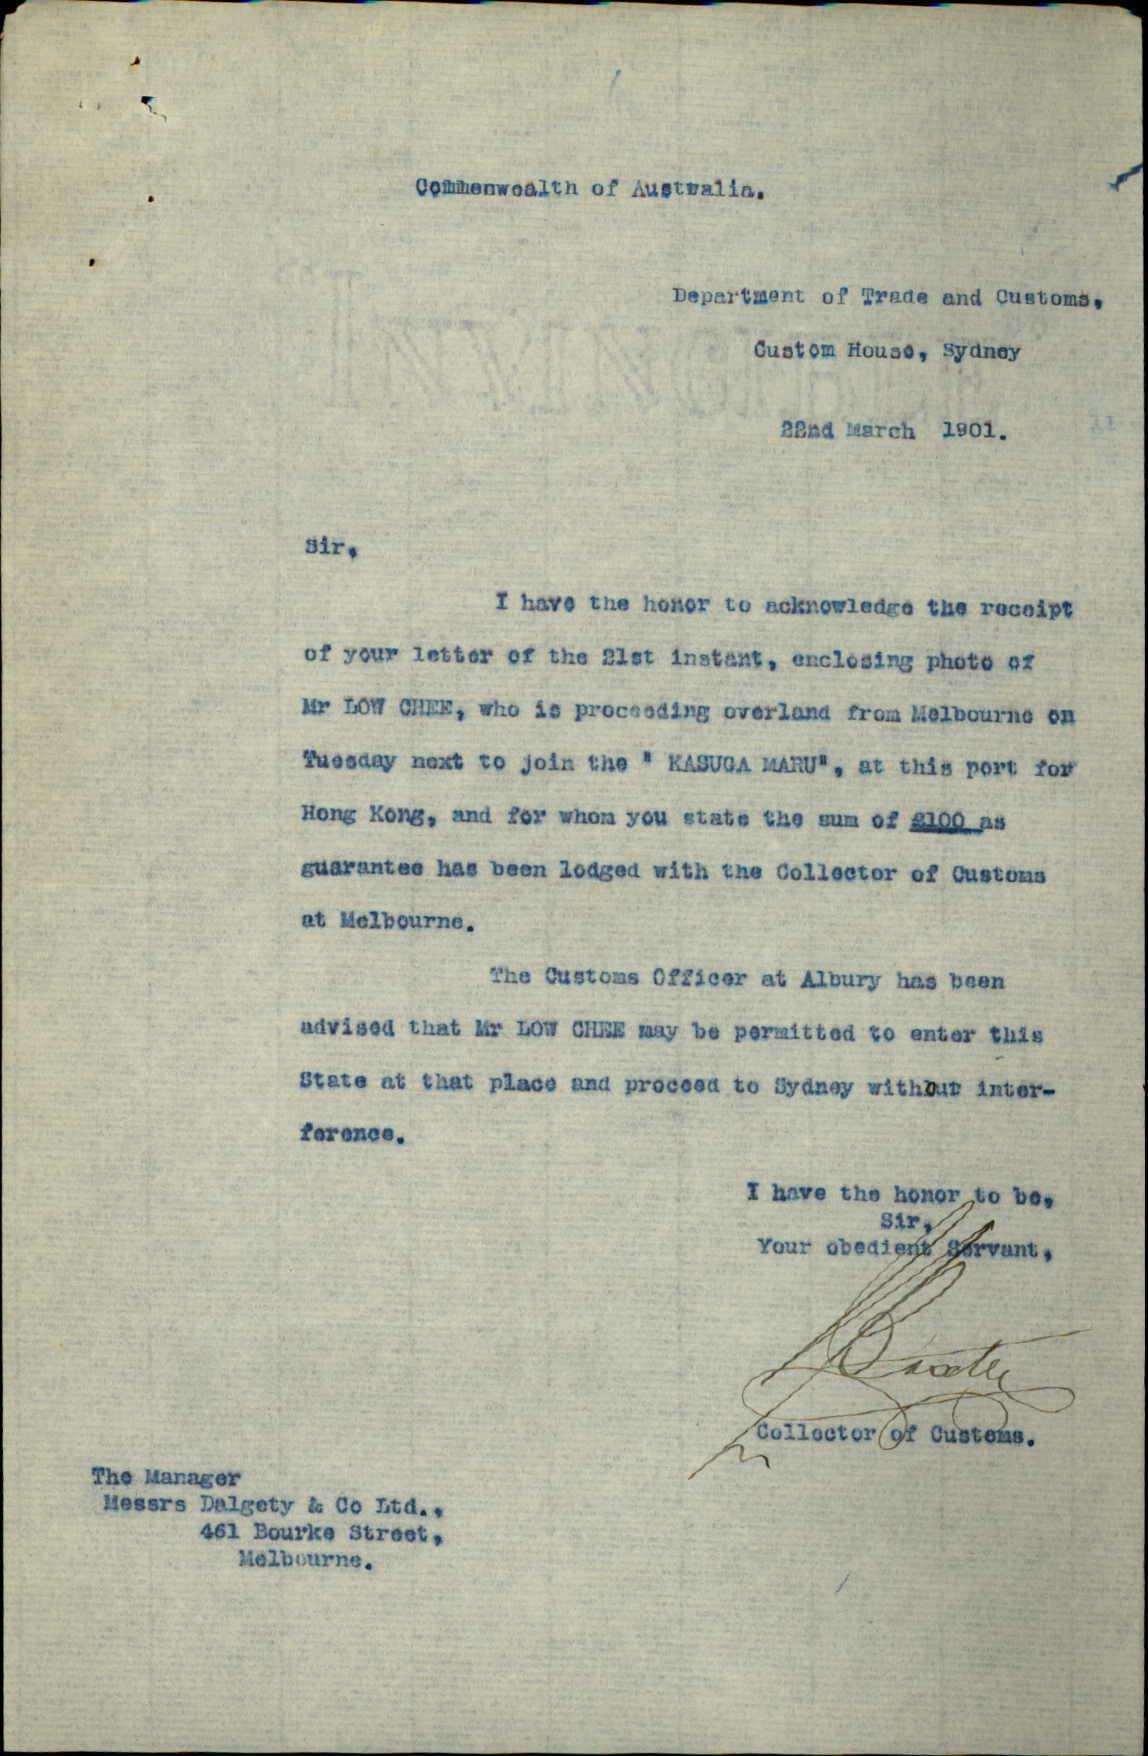 Commenwealth of Australia.
Department of Trade and Customs,
Custom House, Sydney
22nd March 1901.
Sir,
I have the honor to acknowledge the receipt
of your letter of the 21st instant, enclosing photo of
Mr LOW CHEE, who is proceeding overland from Melbourne on
Tuesday next to join the " KASUGA MARU", at this port for
Hong Kong, and for whom you state the sum of £100 as
guarantee has been lodged with the Collector of Customs
at Melbourne.
The Customs Officer at Albury has been
advised that Mr LOW CHEE may be permitted to enter this
State at that place and proceed to Sydney without inter-
ference.
I have the honor to be,
Sir,
Your obedient Servant,
Baxter
Collector of Customs.
The Manager
Messrs Dalgety & Co Ltd.,
461 Bourke Street,
Melbourne.